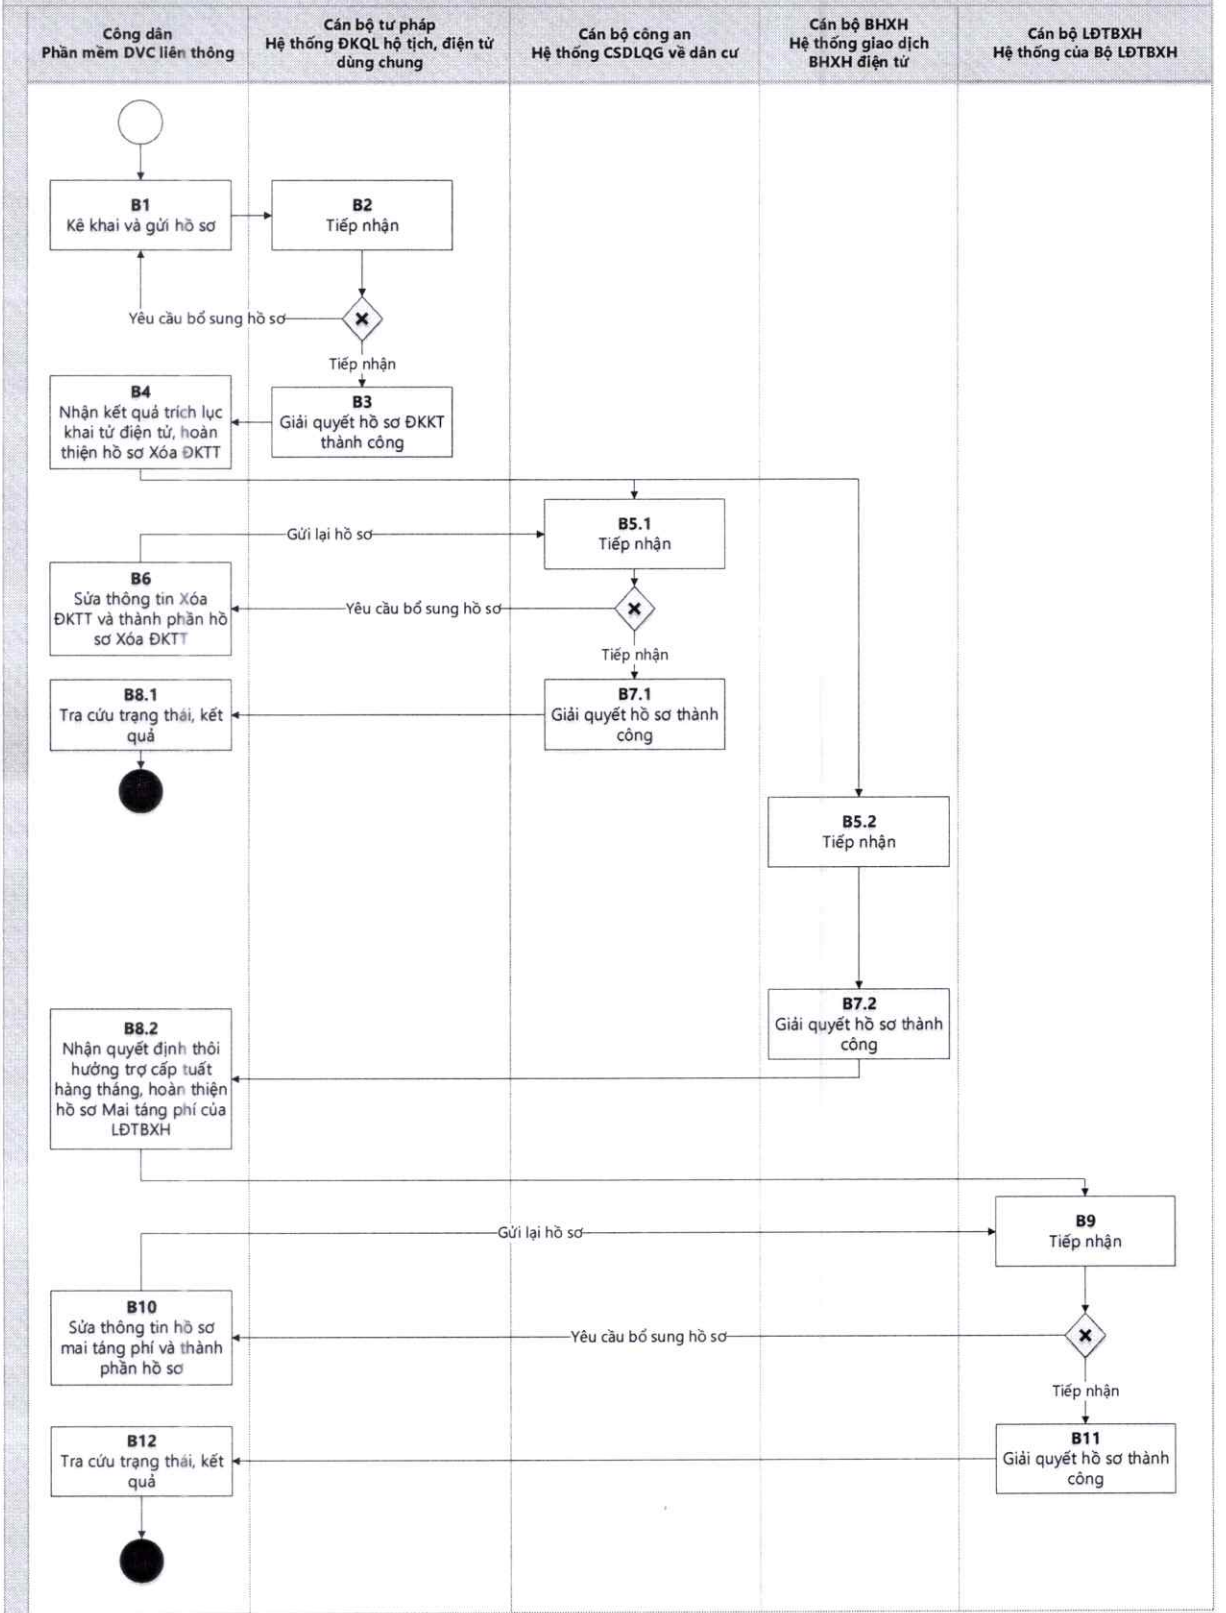 Công dân
Phần mềm DVC liên thông
Cán bộ tư pháp
Hệ thống ĐKQL hộ tịch, điện tử
dùng chung
Cán bộ công an
Hệ thống CSDLQG về dân cư
Cán bộ BHXH
Hệ thống giao dịch
BHXH điện tử
Cán bộ LĐTBXH
Hệ thống của Bộ LĐTBXH
B1
Kê khai và gửi hồ sơ
B2
Tiếp nhận
Yêu cầu bổ sung hồ sơ
Tiếp nhận
B4
Nhận kết quả trích lục
khai tử điện tử, hoàn
thiện hồ sơ Xóa ĐKTT
B3
Giải quyết hồ sơ ĐKKT
thành công
B5.1
Tiếp nhận
Gửi lại hồ sơ
B6
Sửa thông tin Xóa
ĐKTT và thành phần hồ
sơ Xóa ĐKTT
Yêu cầu bổ sung hồ sơ
Tiếp nhận
B8.1
Tra cứu trạng thái, kết
quả
B7.1
Giải quyết hồ sơ thành
công
B5.2
Tiếp nhận
B7.2
Giải quyết hồ sơ thành
công
B8.2
Nhận quyết định thôi
hưởng trợ cấp tuất
hàng tháng, hoàn thiện
hồ sơ Mai táng phí của
LĐTBXH
B9
Tiếp nhận
Gửi lại hồ sơ
B10
Sửa thông tin hồ sơ
mai táng phí và thành
phần hồ sơ
Yêu cầu bổ sung hồ sơ
Tiếp nhận
B12
Tra cứu trạng thái, kết
quả
B11
Giải quyết hồ sơ thành
công